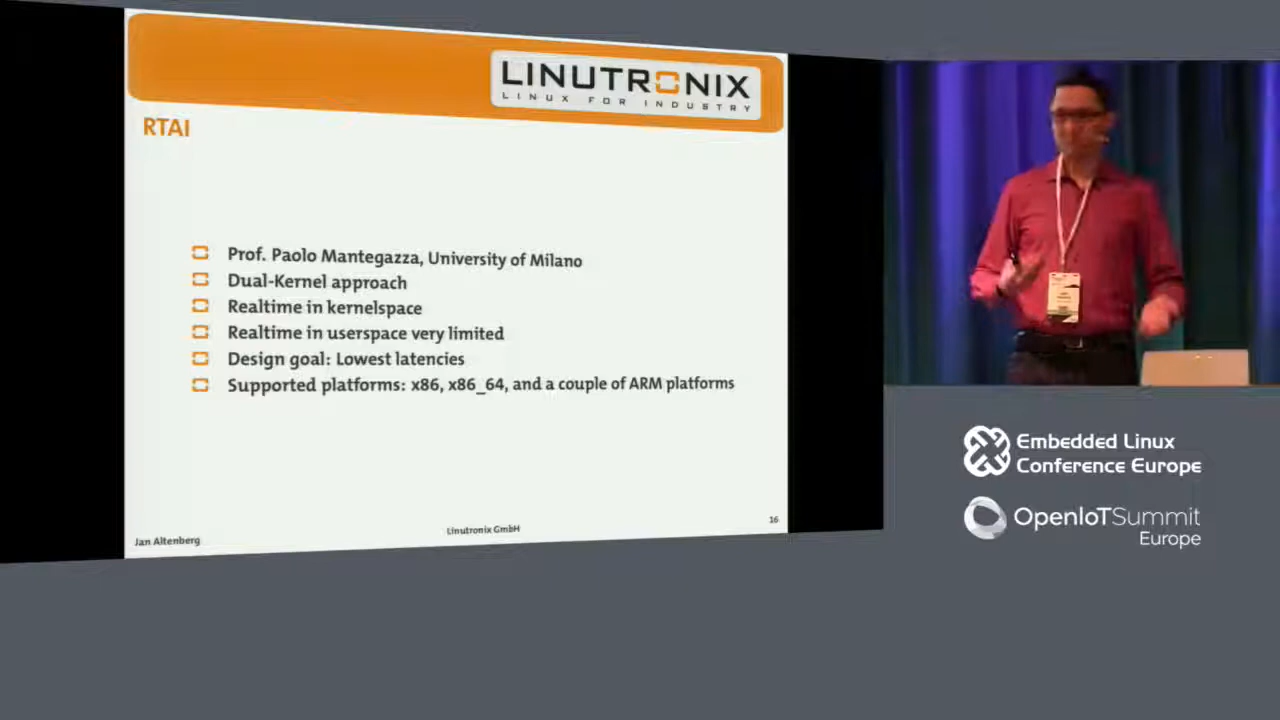 LINUTRONIX
LINUX FOR INDUSTRY
RTAI
Prof. Paolo Mantegazza, University of Milano
Dual-Kernel approach
Realtime in kernelspace
Realtime in userspace very limited
Design goal: Lowest latencies
Supported platforms: x86, x86_64, and a couple of ARM platforms
Jan Altenberg
Linutronix GmbH
16
Embedded Linux
Conference Europe
OpenIoTSummit
Europe